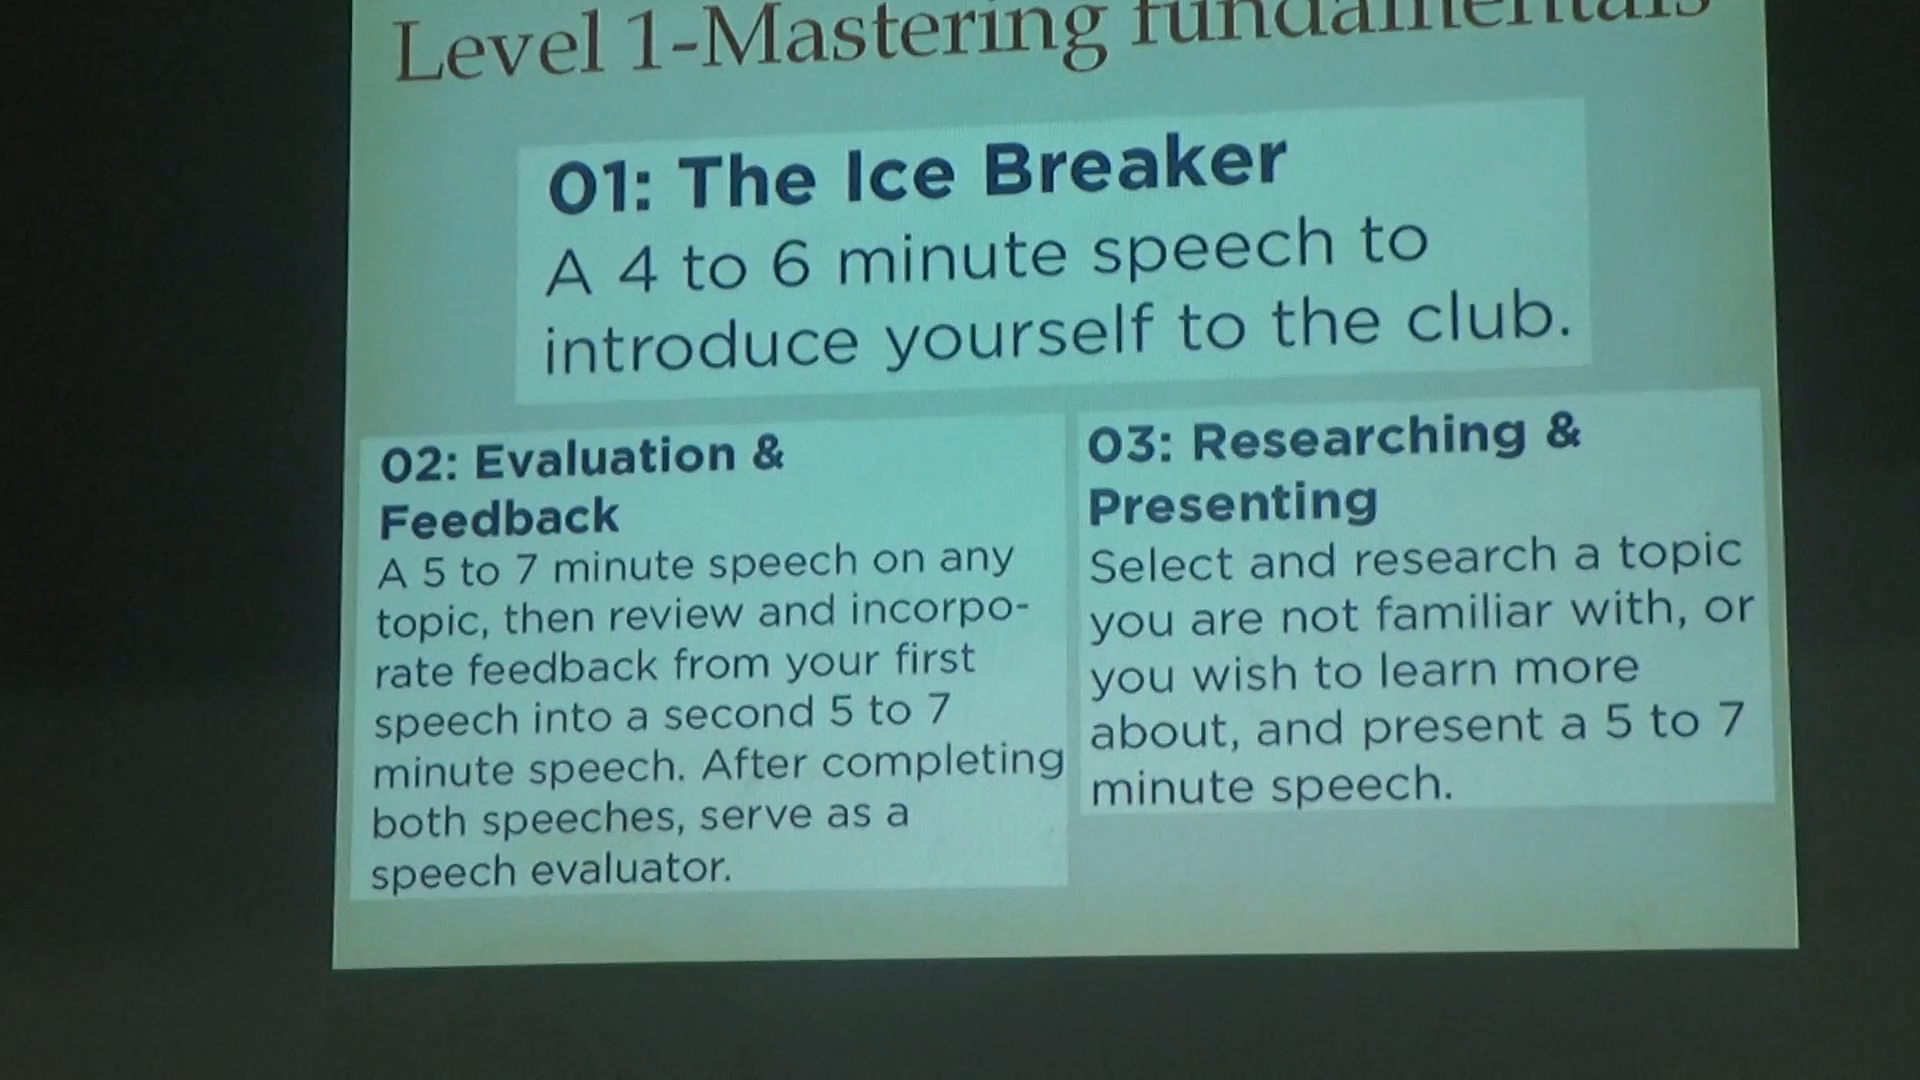 Level 1-Mastering fundamentals
01: The Ice Breaker
A 4 to 6 minute speech to
introduce yourself to the club.
02: Evaluation &
Feedback
A 5 to 7 minute speech on any
topic, then review and incorpo-
rate feedback from your first
speech into a second 5 to 7
minute speech. After completing
both speeches, serve as a
speech evaluator.
03: Researching &
Presenting
Select and research a topic
you are not familiar with, or
you wish to learn more
about, and present a 5 to 7
minute speech.